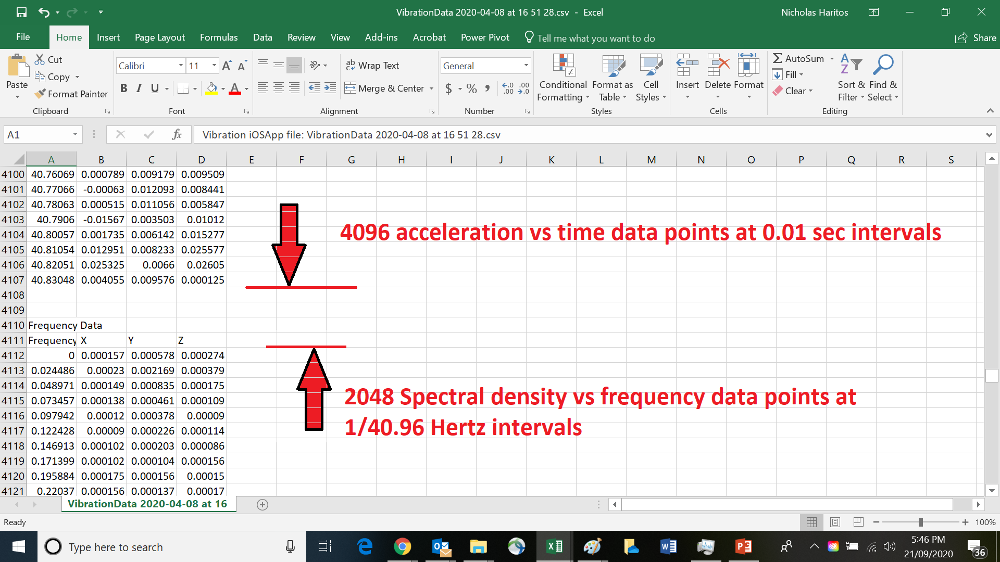 VibrationData 2020-04-08 at 16 51 28.csv - Excel
Nicholas Haritos
File Home Insert Page Layout Formulas Data Review View Add-ins Acrobat Power Pivot Tell me what you want to do Share
Paste
Cut
Copy
Format Painter
Clipboard
Calibri 11
B I U
Font
Wrap Text
Merge & Center
Alignment
General
$ % ,
Number
Conditional Formatting
Format as Table
Cell Styles
Styles
Insert Delete Format
Cells
AutoSum
Fill
Clear
Sort & Filter
Find & Select
Editing
A1 fx Vibration iOSApp file: VibrationData 2020-04-08 at 16 51 28.csv
A B C D E F G H I J K L M N O P Q R S
4100 40.76069 0.000789 0.009179 0.009509
4101 40.77066 -0.00063 0.012093 0.008441
4102 40.78063 0.000515 0.011056 0.005847
4103 40.7906 -0.01567 0.003503 0.01012
4104 40.80057 0.001735 0.006142 0.015277
4105 40.81054 0.012951 0.008233 0.025577
4106 40.82051 0.025325 0.0066 0.02605
4107 40.83048 0.004055 0.009576 0.000125
4108
4109
4110 Frequency Data
4111 Frequency X Y Z
4112 0 0.000157 0.000578 0.000274
4113 0.024486 0.00023 0.002169 0.000379
4114 0.048971 0.000149 0.000835 0.000175
4115 0.073457 0.000138 0.000461 0.000109
4116 0.097942 0.00012 0.000378 0.00009
4117 0.122428 0.00009 0.000226 0.000114
4118 0.146913 0.000102 0.000203 0.000086
4119 0.171399 0.000102 0.000104 0.000156
4120 0.195884 0.000175 0.000156 0.00015
4121 0.22037 0.000156 0.000137 0.00017
4096 acceleration vs time data points at 0.01 sec intervals
2048 Spectral density vs frequency data points at
1/40.96 Hertz intervals
VibrationData 2020-04-08 at 16
Ready
100%
Type here to search
5:46 PM
21/09/2020
36